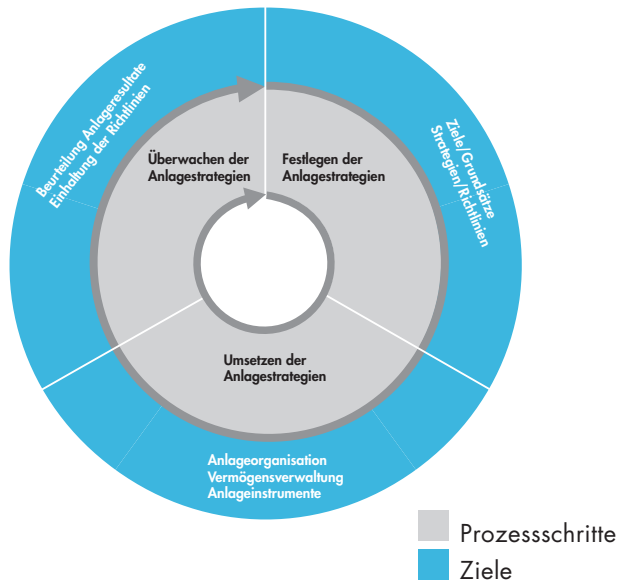 Beurteilung Anlageresultate
Einhaltung der Richtlinien
Ziele/Grundsätze
Strategien/Richtlinien
Überwachen der
Anlagestrategien
Festlegen der
Anlagestrategien
Umsetzen der
Anlagestrategien
Anlageorganisation
Vermögensverwaltung
Anlageinstrumente
Prozessschritte
Ziele